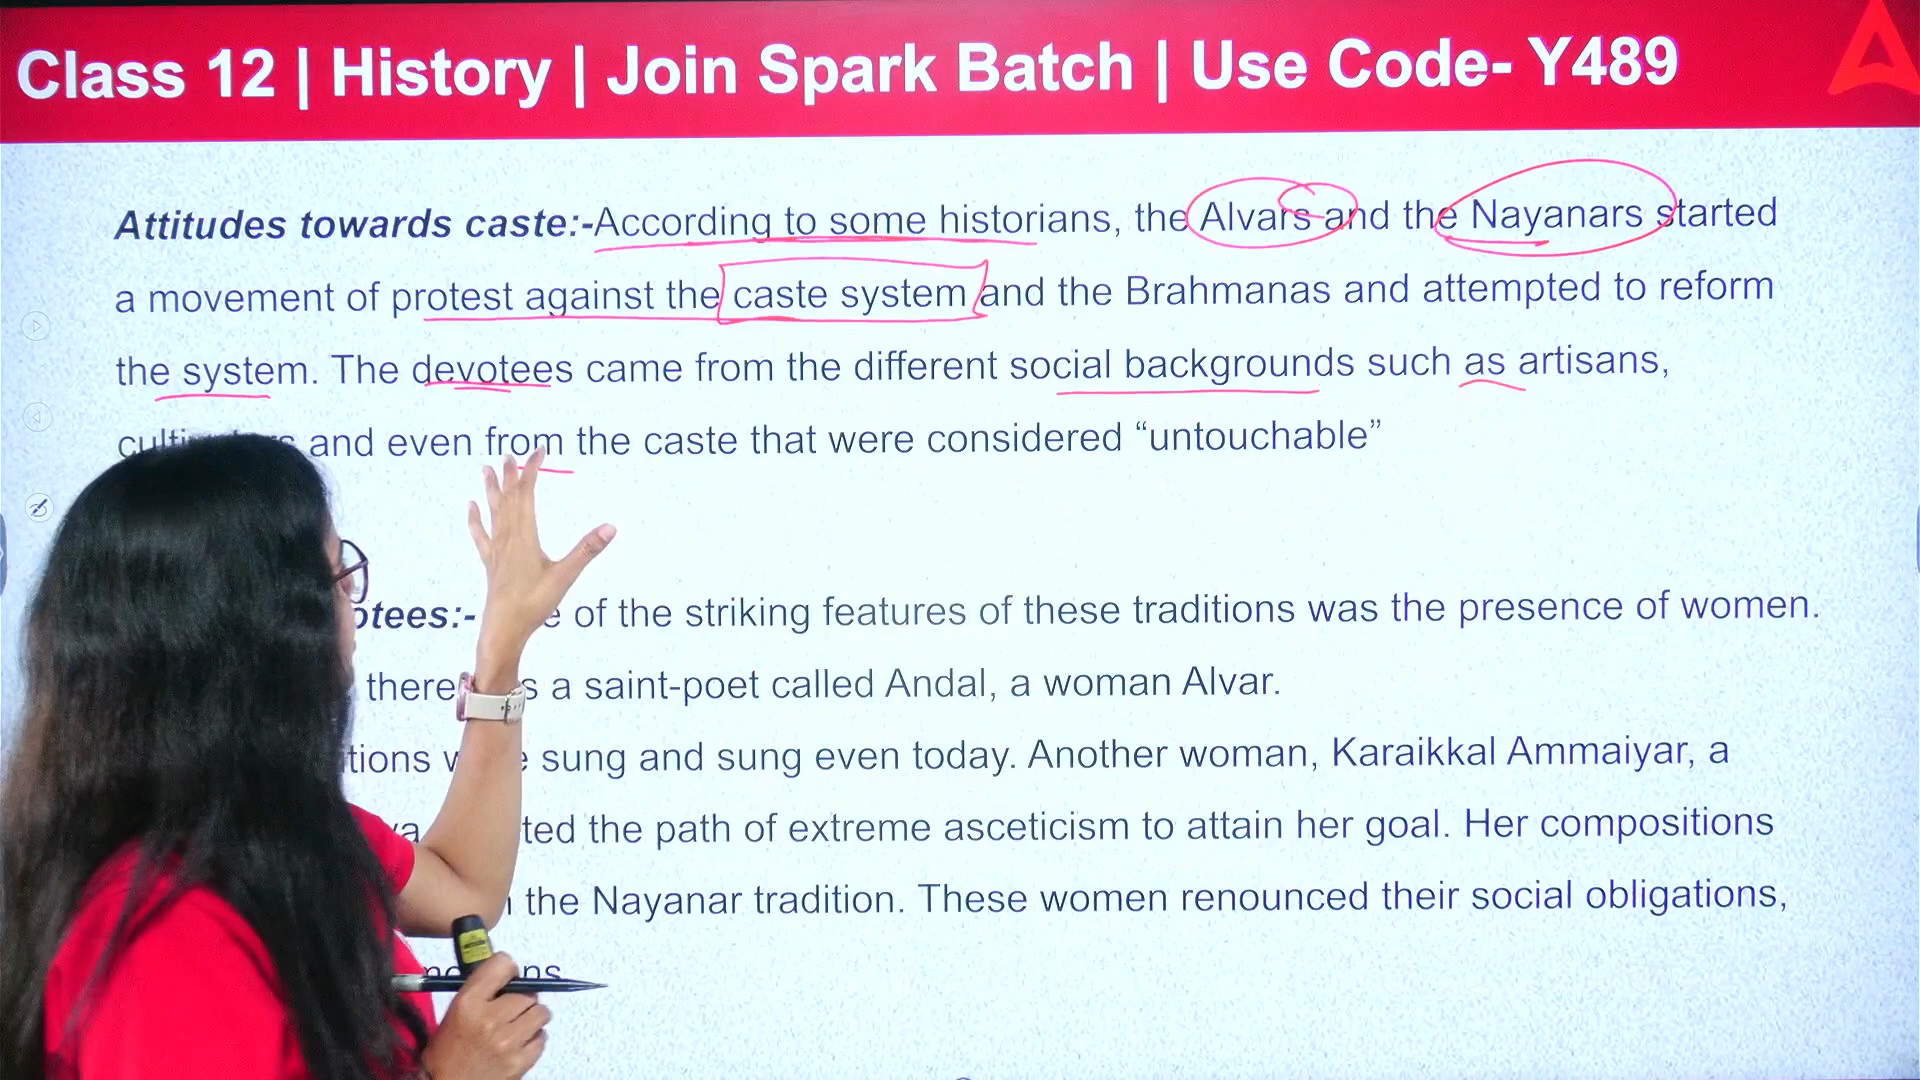 Class 12 | History | Join Spark Batch | Use Code- Y489
Attitudes towards caste:-According to some historians, the Alvars and the Nayanars started
a movement of protest against the caste system and the Brahmanas and attempted to reform
the system. The devotees came from the different social backgrounds such as artisans,
and even from the caste that were considered “untouchable”
of the striking features of these traditions was the presence of women.
there a saint-poet called Andal, a woman Alvar.
sung and sung even today. Another woman, Karaikkal Ammaiyar, a
the path of extreme asceticism to attain her goal. Her compositions
the Nayanar tradition. These women renounced their social obligations,